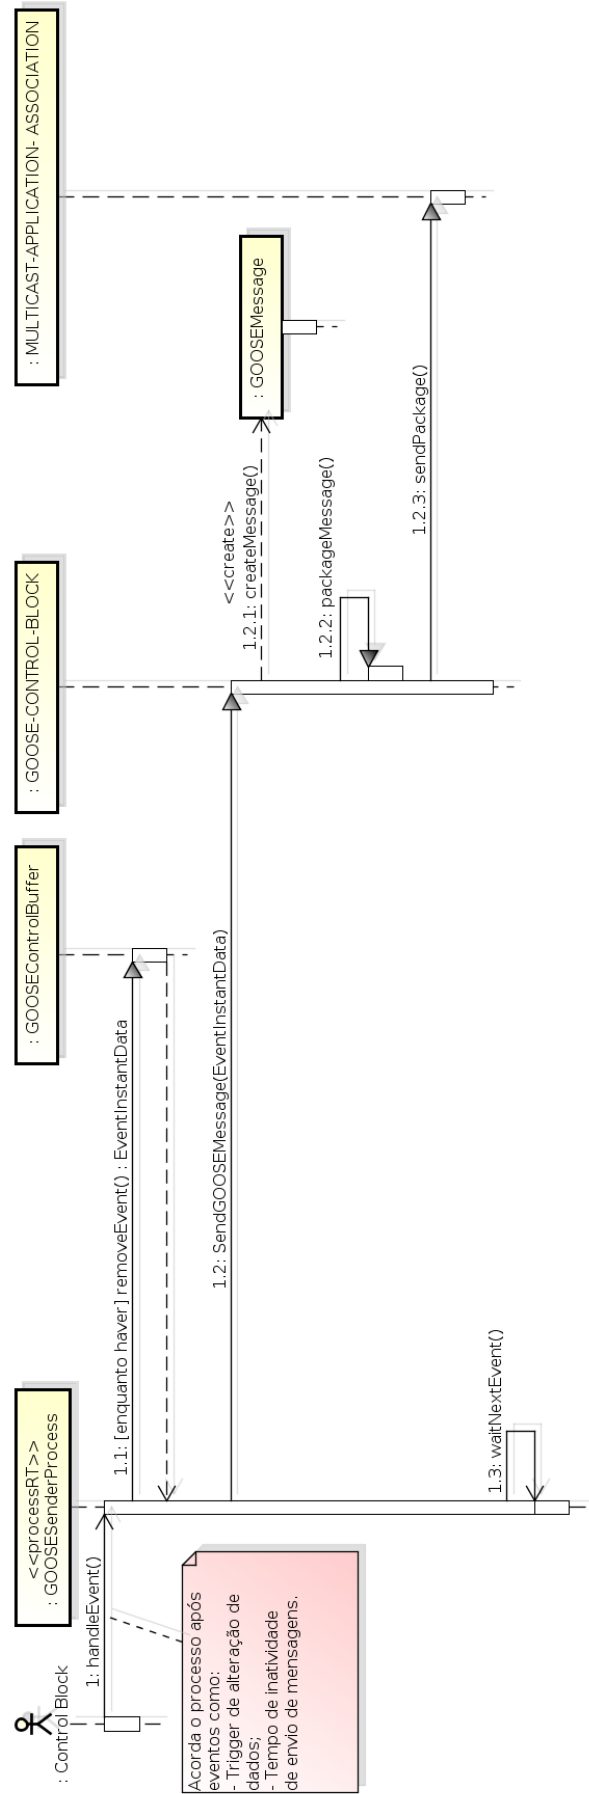 : Control Block
<<processRT>>
: GOOSESenderProcess
: GOOSEControlBuffer
: GOOSE-CONTROL-BLOCK
: MULTICAST-APPLICATION- ASSOCIATION
1: handleEvent()
Acorda o processo após
eventos como:
- Trigger de alteração de
dados;
- Tempo de inatividade
de envio de mensagens.
1.1: [enquanto haver] removeEvent() : EventInstantData
1.2: SendGOOSEMessage(EventInstantData)
<<create>>
1.2.1: createMessage()
: GOOSEMessage
1.2.2: packageMessage()
1.2.3: sendPackage()
1.3: waitNextEvent()